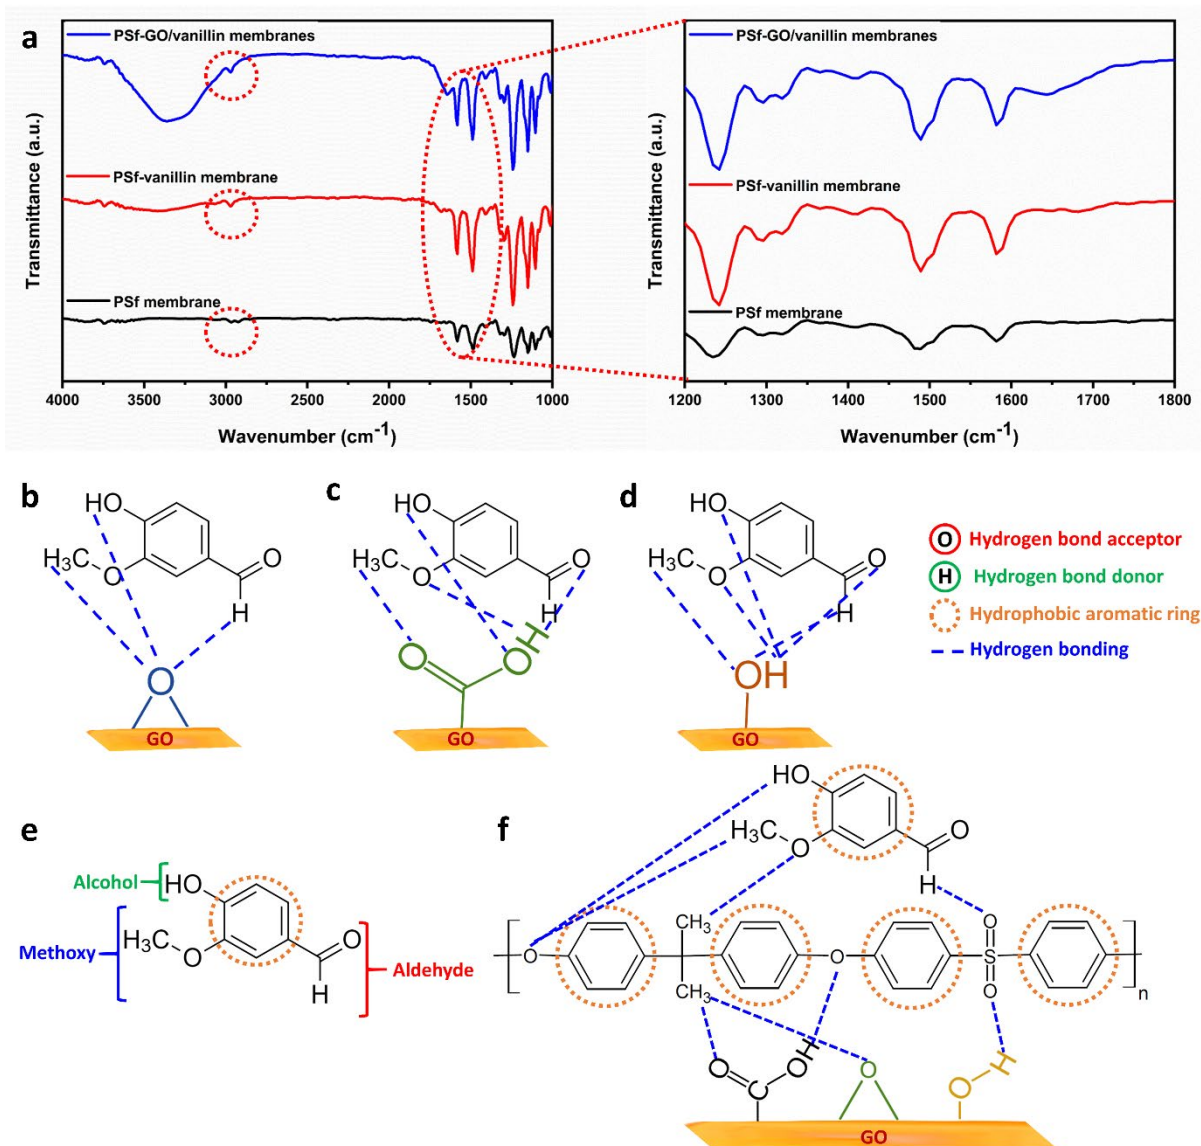 a
PSf-GO/vanillin membranes
PSf-vanillin membrane
PSf membrane
Transmittance (a.u.)
4000 3500 3000 2500 2000 1500 1000
Wavenumber (cm⁻¹)
PSf-GO/vanillin membranes
PSf-vanillin membrane
PSf membrane
Transmittance (a.u.)
1200 1300 1400 1500 1600 1700 1800
Wavenumber (cm⁻¹)
b
HO
H₃C
O
O
H
O
GO
c
HO
H₃C
O
O
H
O
OH
GO
d
HO
H₃C
O
O
H
OH
GO
O Hydrogen bond acceptor
H Hydrogen bond donor
Hydrophobic aromatic ring
Hydrogen bonding
e
Alcohol
HO
Methoxy
H₃C
O
O
H
Aldehyde
f
HO
H₃C
O
O
H
CH₃
O
O
O
S
O
CH₃
n
O
C
OH
O
O
H
GO